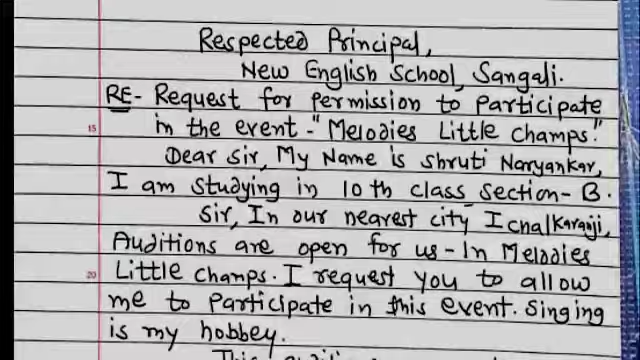 Respected Principal,
New English School, Sangali.
RE- Request for permission to participate
in the event-"Melodies Little Champs."
15
Dear Sir, My Name is Shruti Naryankar,
I am studying in 10th class section-B.
Sir, In our nearest city Ichalkaranji,
Auditions are open for us-In Melodies
Little Champs. I request you to allow
20
me to participate in this event. Singing
is my hobbey.
This